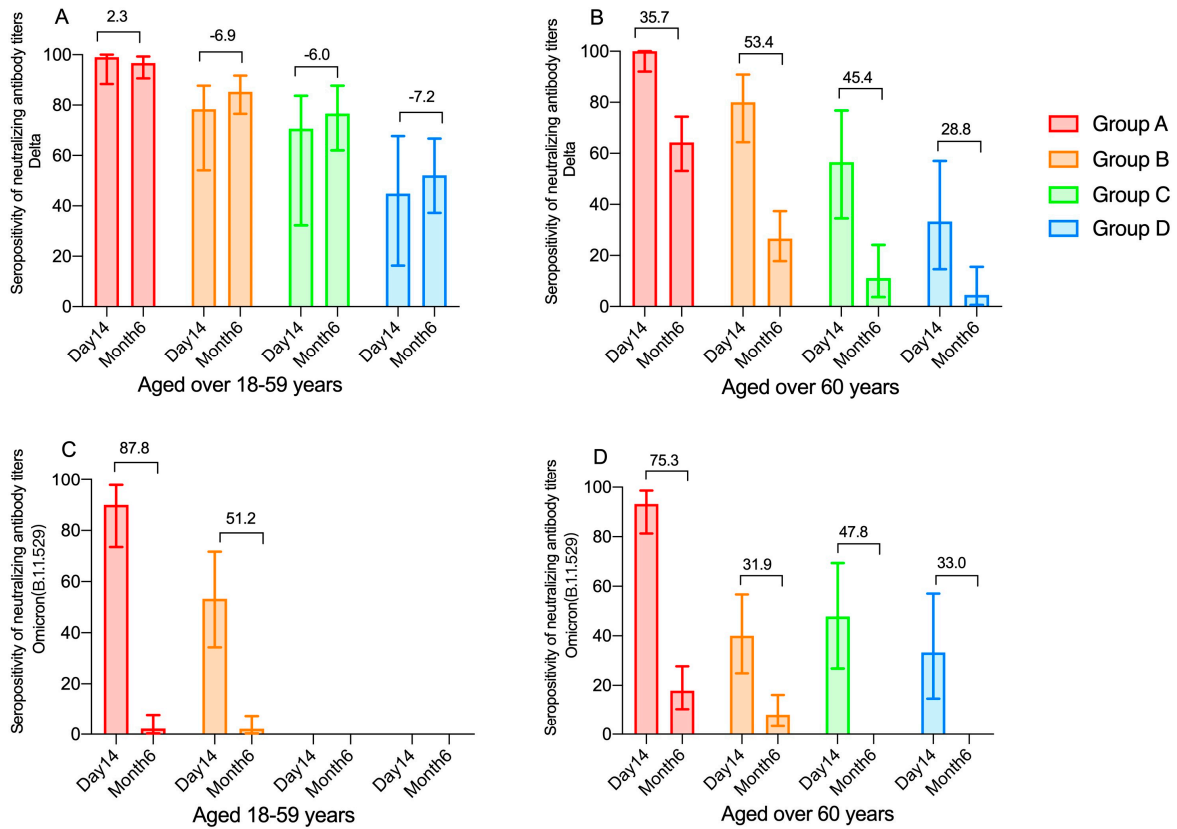 A
2.3
-6.9
-6.0
-7.2
Seropositivity of neutralizing antibody titers
Delta
100
80
60
40
20
0
Day14
Month6
Day14
Month6
Day14
Month6
Day14
Month6
Aged over 18-59 years
B
35.7
53.4
45.4
28.8
Seropositivity of neutralizing antibody titers
Delta
100
80
60
40
20
0
Day14
Month6
Day14
Month6
Day14
Month6
Day14
Month6
Aged over 60 years
Group A
Group B
Group C
Group D
C
87.8
51.2
Seropositivity of neutralizing antibody titers
Omicron(B.1.1.529)
100
80
60
40
20
0
Day14
Month6
Day14
Month6
Day14
Month6
Day14
Month6
Aged 18-59 years
D
75.3
31.9
47.8
33.0
Seropositivity of neutralizing antibody titers
Omicron(B.1.1.529)
100
80
60
40
20
0
Day14
Month6
Day14
Month6
Day14
Month6
Day14
Month6
Aged over 60 years